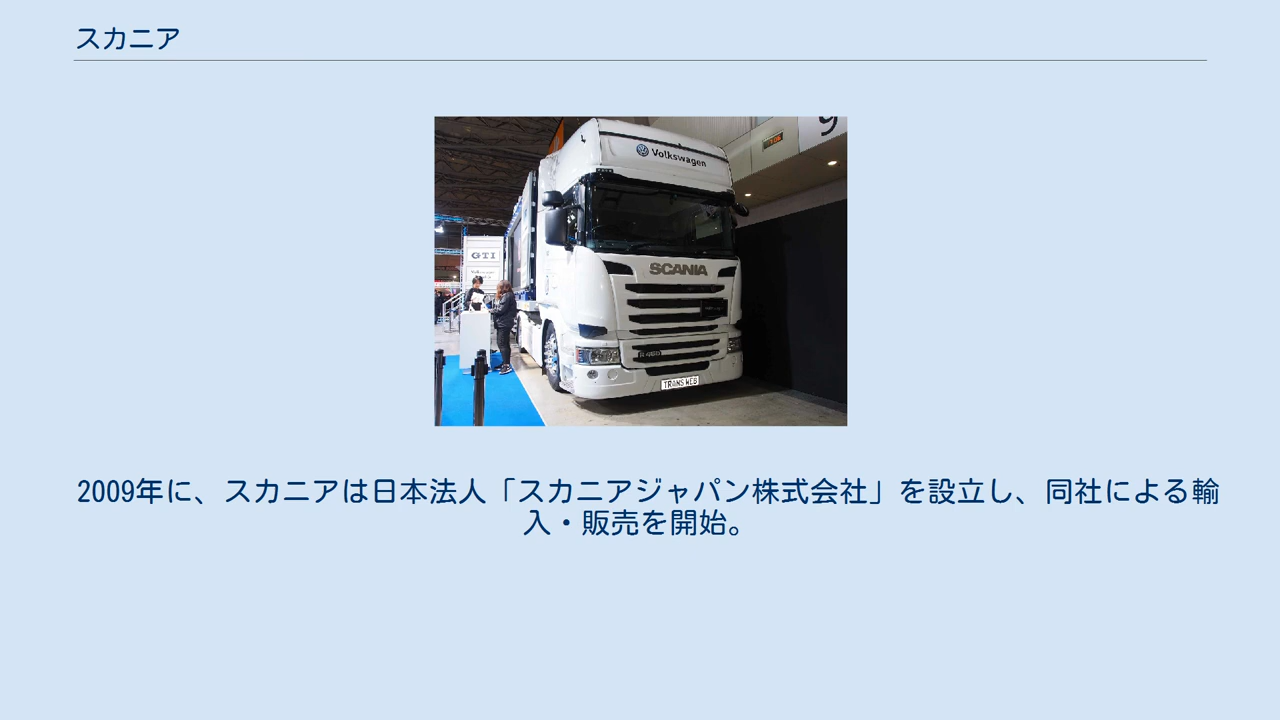 スカニア
9
Volkswagen
GTI
Volkswagen
SCANIA
TRANS WEB
2009年に、スカニアは日本法人「スカニアジャパン株式会社」を設立し、同社による輸
入・販売を開始。